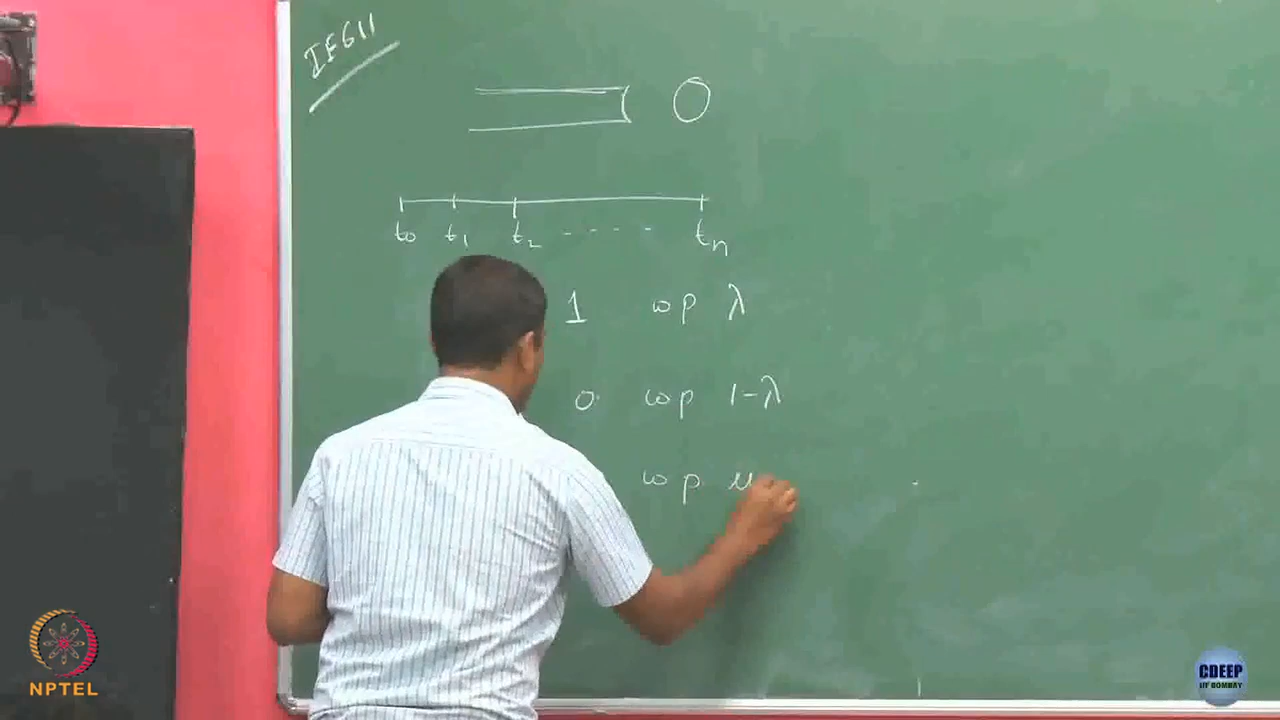 IE611
t₀ t₁ t₂ - - - - - tₙ
1 wp λ
0 wp 1-λ
wp μ
NPTEL
CDEEP
IIT BOMBAY